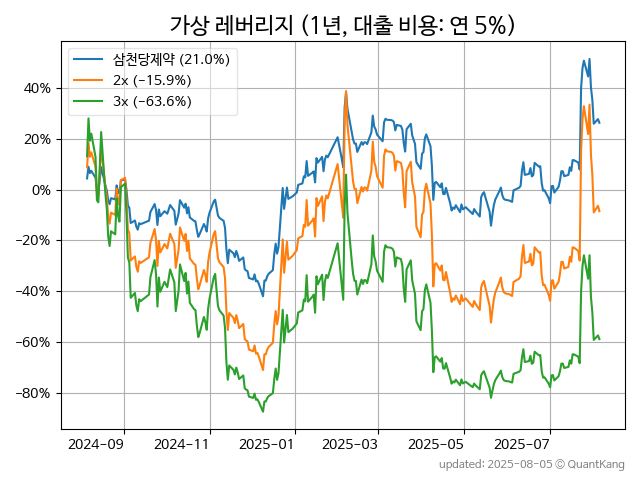 가상 레버리지 (1년, 대출 비용: 연 5%)
삼천당제약 (21.0%)
2x (−15.9%)
3x (−63.6%)
40%
20%
0%
−20%
−40%
−60%
−80%
2024-09 2024-11 2025-01 2025-03 2025-05 2025-07
updated: 2025-08-05 ⓒ QuantKang